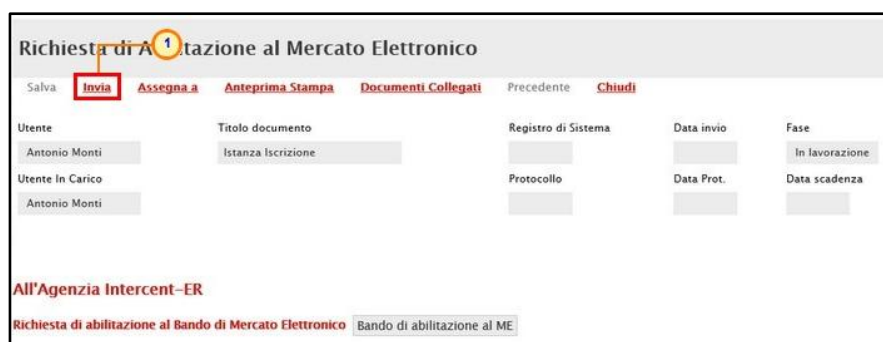 Richiesta di A 1 tazione al Mercato Elettronico
Salva Invia Assegna a Anteprima Stampa Documenti Collegati Precedente Chiudi
Utente Titolo documento Registro di Sistema Data invio Fase
Antonio Monti Istanza Iscrizione In lavorazione
Utente In Carico Protocollo Data Prot. Data scadenza
Antonio Monti
All'Agenzia Intercent-ER
Richiesta di abilitazione al Bando di Mercato Elettronico Bando di abilitazione al ME